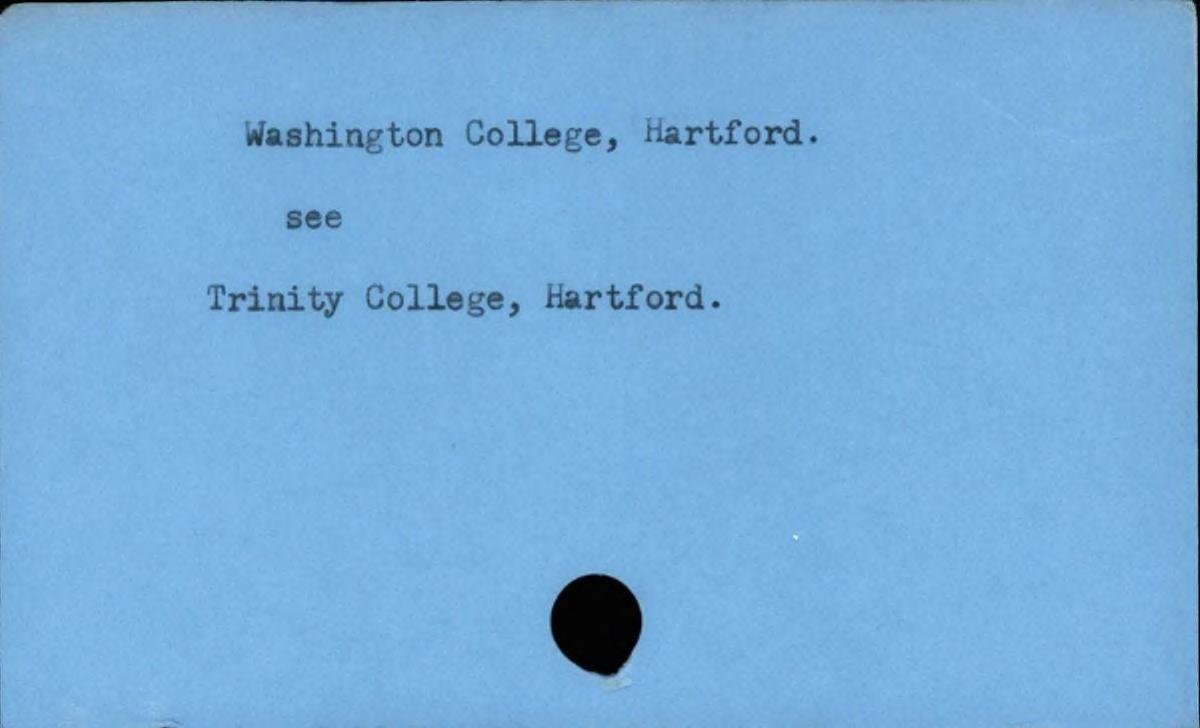 Washington College, Hartford.
see
Trinity College, Hartford.